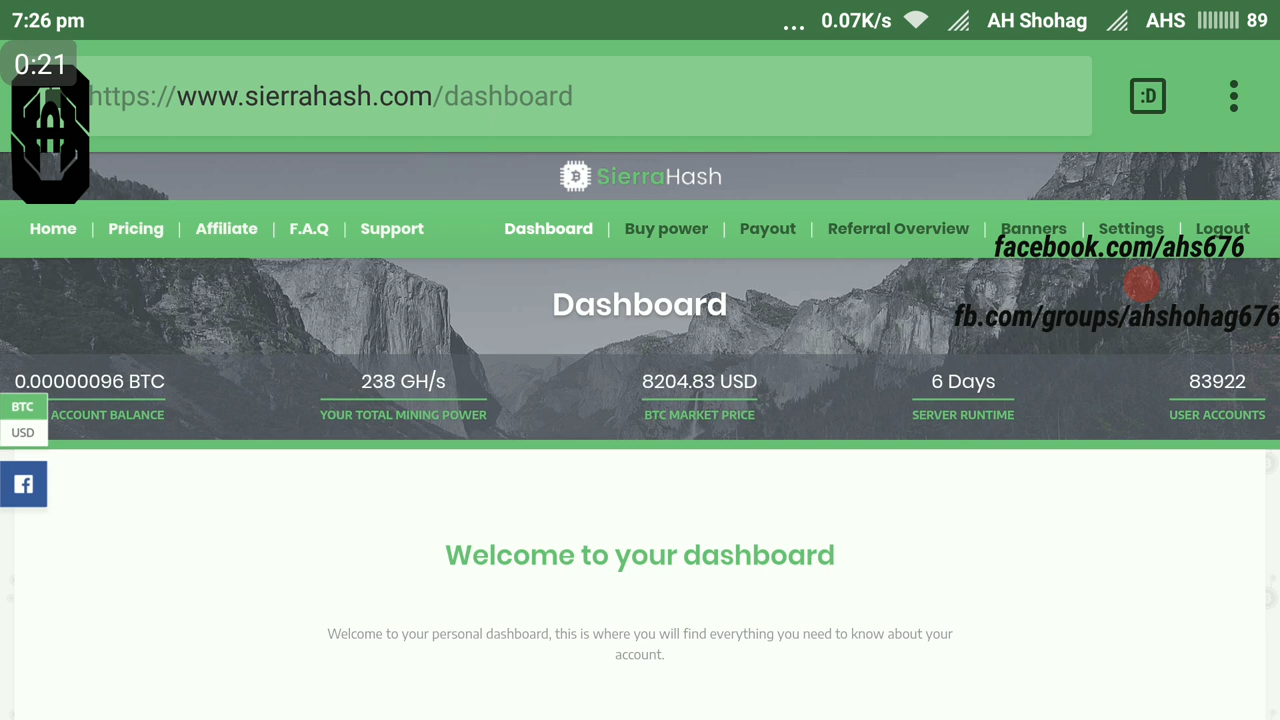 7:26 pm ... 0.07K/s AH Shohag AHS 89
0:21
https://www.sierrahash.com/dashboard :D
SierraHash
Home | Pricing | Affiliate | F.A.Q | Support Dashboard | Buy power | Payout | Referral Overview | Banners | Settings | Logout
facebook.com/ahs676
Dashboard
fb.com/groups/ahshohag676
0.00000096 BTC 238 GH/s 8204.83 USD 6 Days 83922
ACCOUNT BALANCE YOUR TOTAL MINING POWER BTC MARKET PRICE SERVER RUNTIME USER ACCOUNTS
BTC
USD
Welcome to your dashboard
Welcome to your personal dashboard, this is where you will find everything you need to know about your
account.